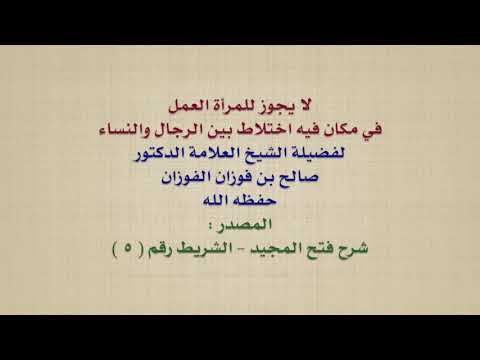 لا يجوز للمرأة العمل
في مكان فيه اختلاط بين الرجال والنساء
لفضيلة الشيخ العلامة الدكتور
صالح بن فوزان الفوزان
حفظه الله
المصدر :
شرح فتح المجيد - الشريط رقم ( ٥ )